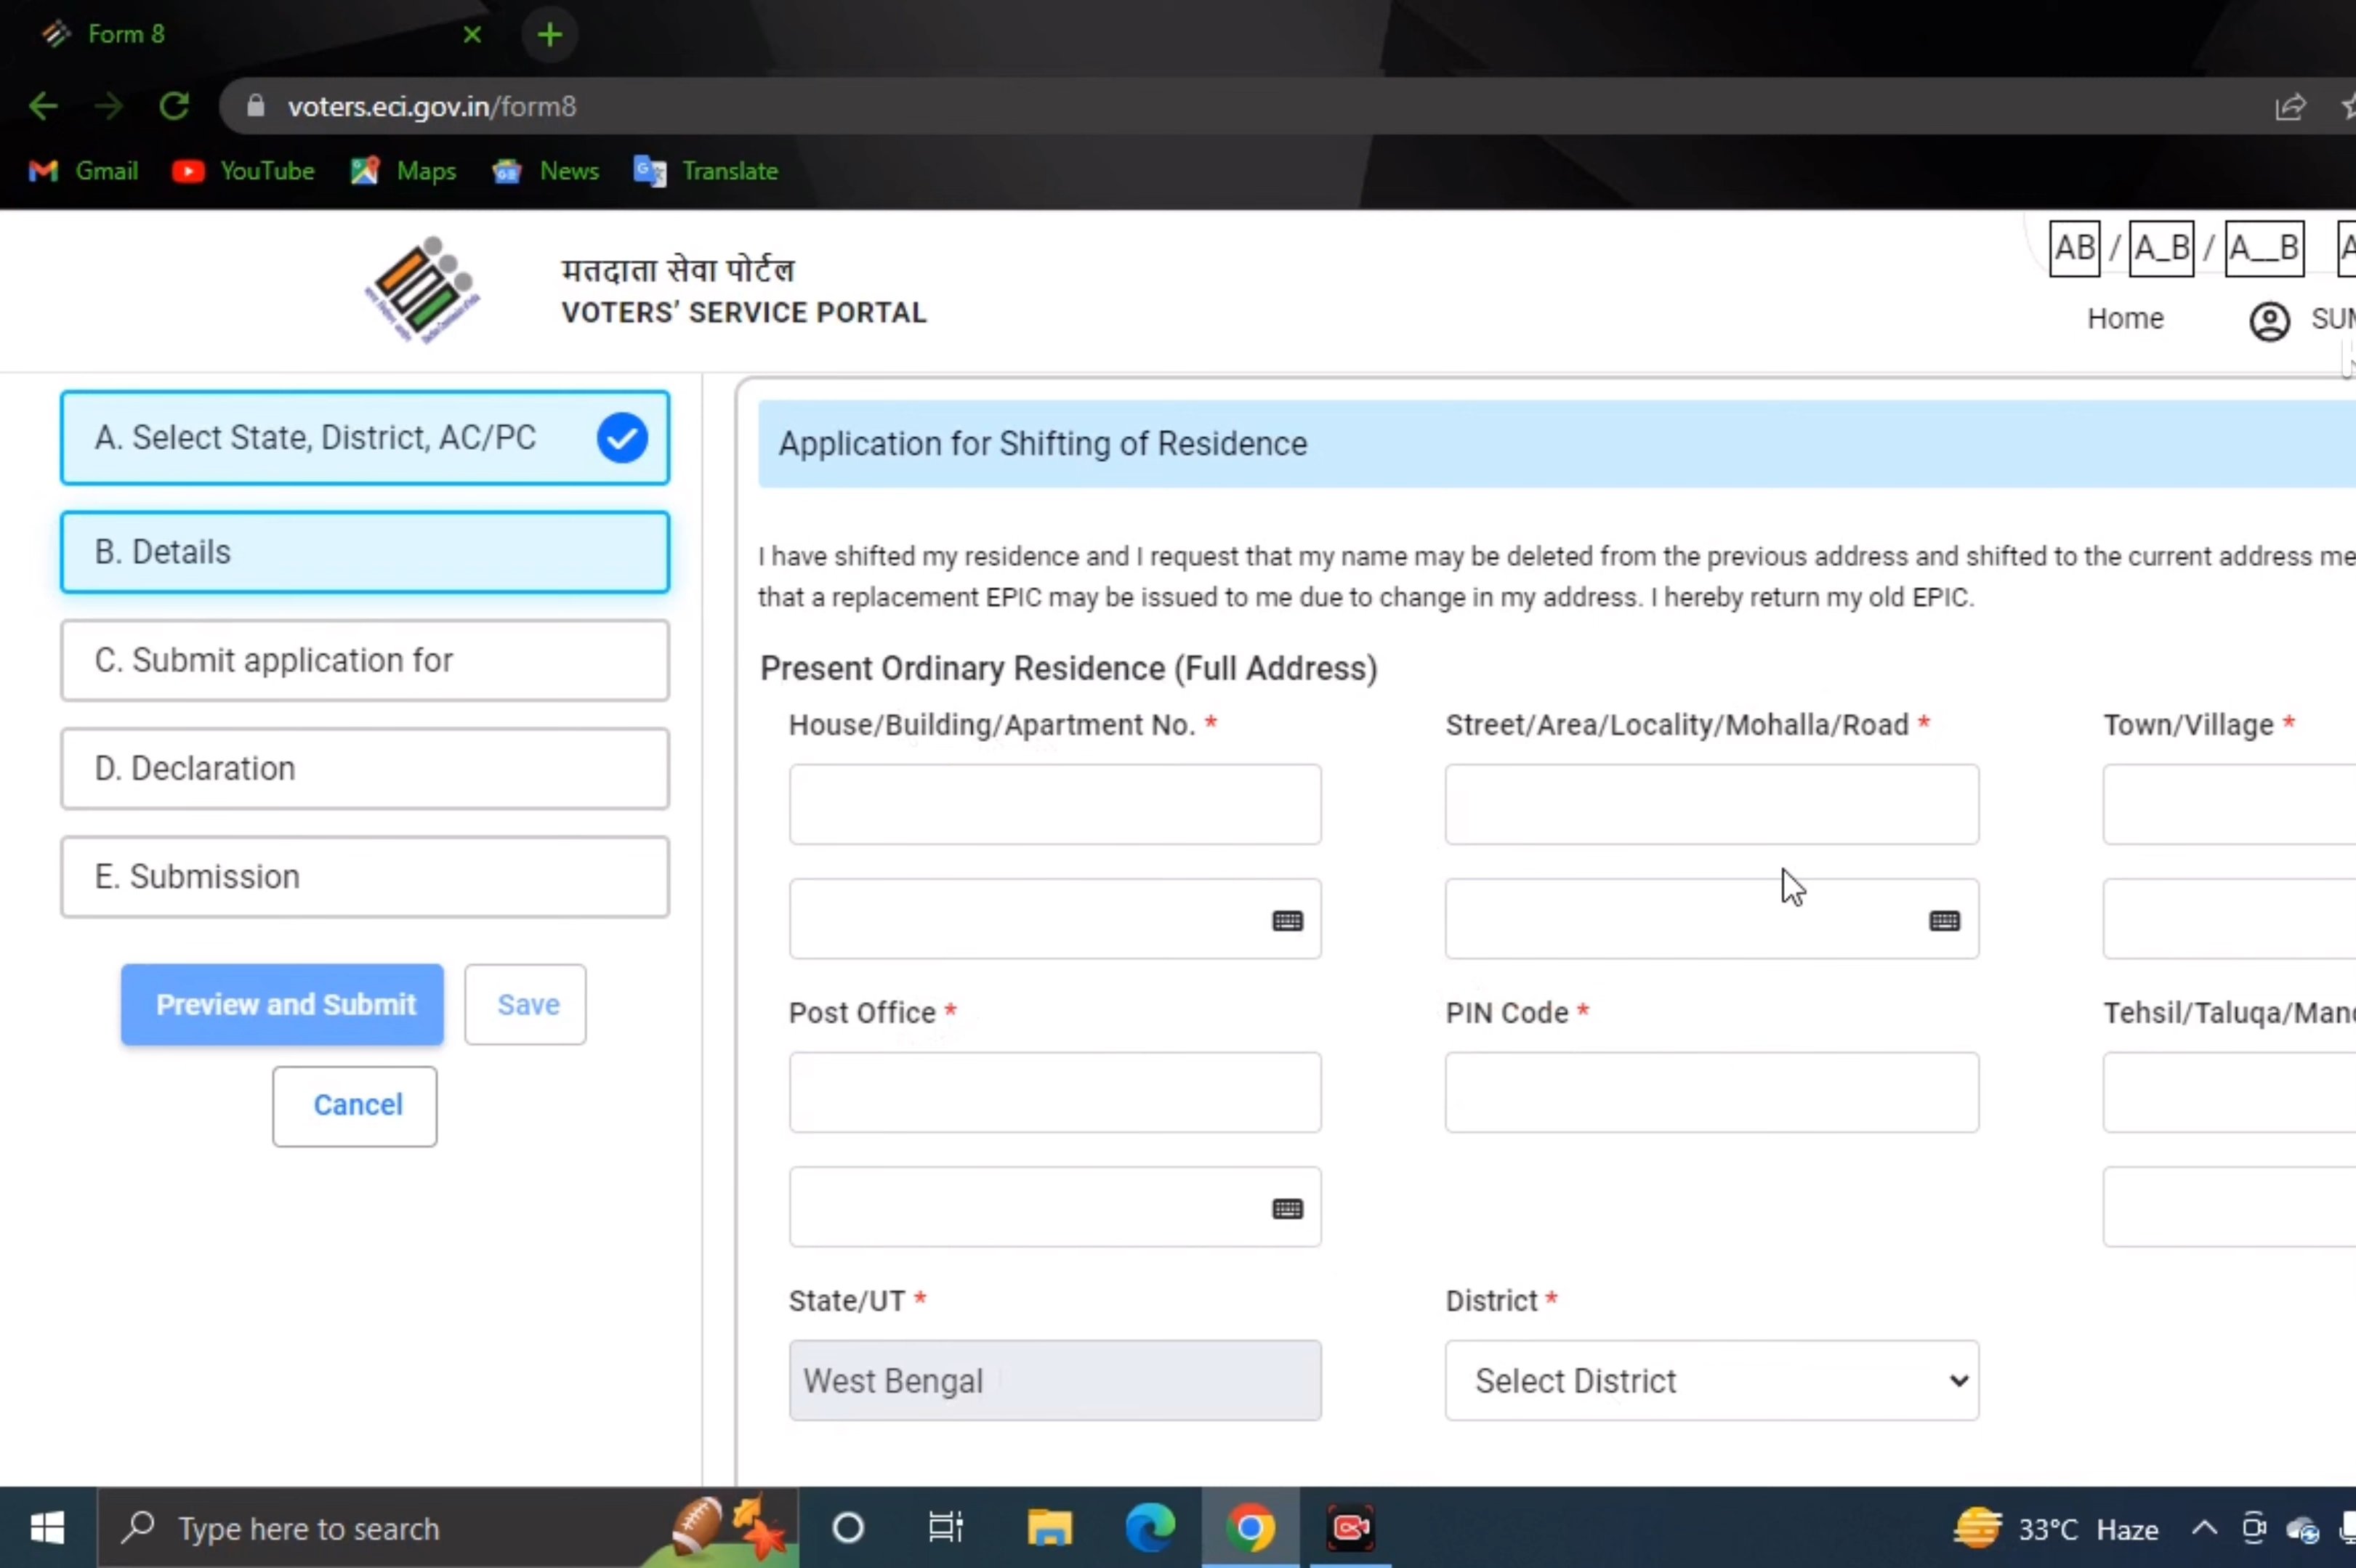 Form 8
voters.eci.gov.in/form8
Gmail YouTube Maps News Translate
मतदाता सेवा पोर्टल
VOTERS' SERVICE PORTAL
AB / A_B / A__B A
Home SUM
A. Select State, District, AC/PC
B. Details
C. Submit application for
D. Declaration
E. Submission
Preview and Submit Save
Cancel
Application for Shifting of Residence
I have shifted my residence and I request that my name may be deleted from the previous address and shifted to the current address me
that a replacement EPIC may be issued to me due to change in my address. I hereby return my old EPIC.
Present Ordinary Residence (Full Address)
House/Building/Apartment No. * Street/Area/Locality/Mohalla/Road * Town/Village *
Post Office * PIN Code * Tehsil/Taluqa/Mand
State/UT * District *
West Bengal Select District
Type here to search 33°C Haze